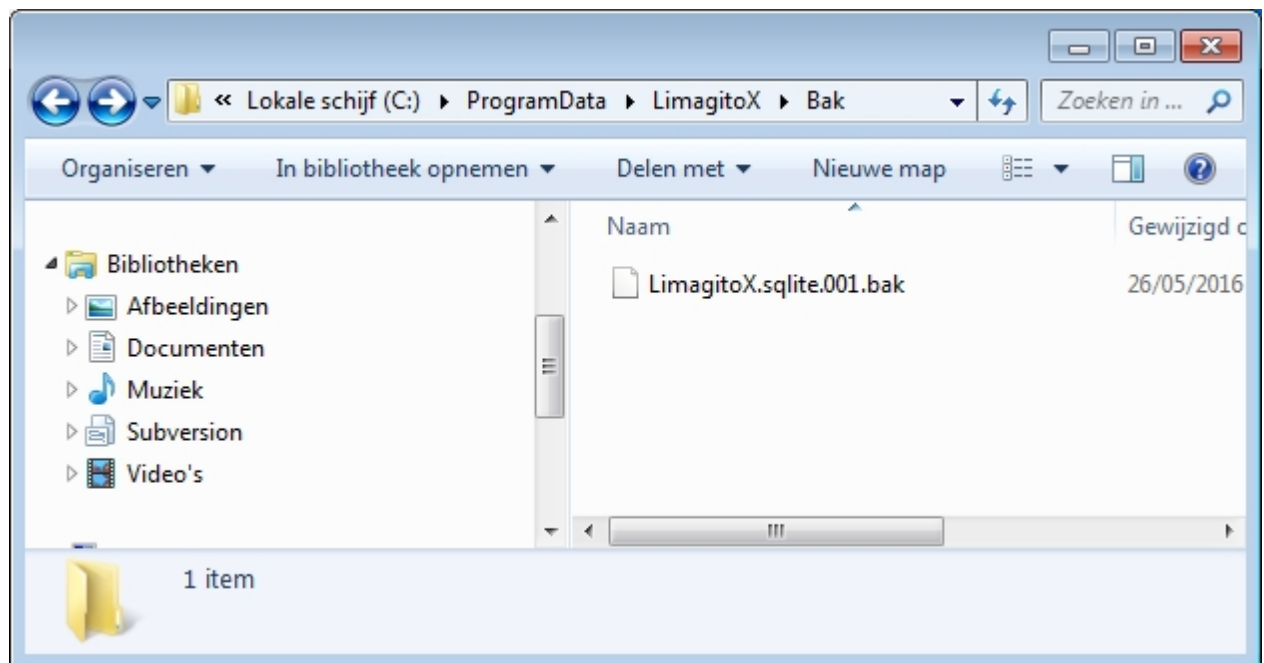 « Lokale schijf (C:) ▸ ProgramData ▸ LimagitoX ▸ Bak
Zoeken in ...
Organiseren In bibliotheek opnemen Delen met Nieuwe map
Naam Gewijzigd
Bibliotheken
LimagitoX.sqlite.001.bak 26/05/2016
Afbeeldingen
Documenten
Muziek
Subversion
Video's
1 item